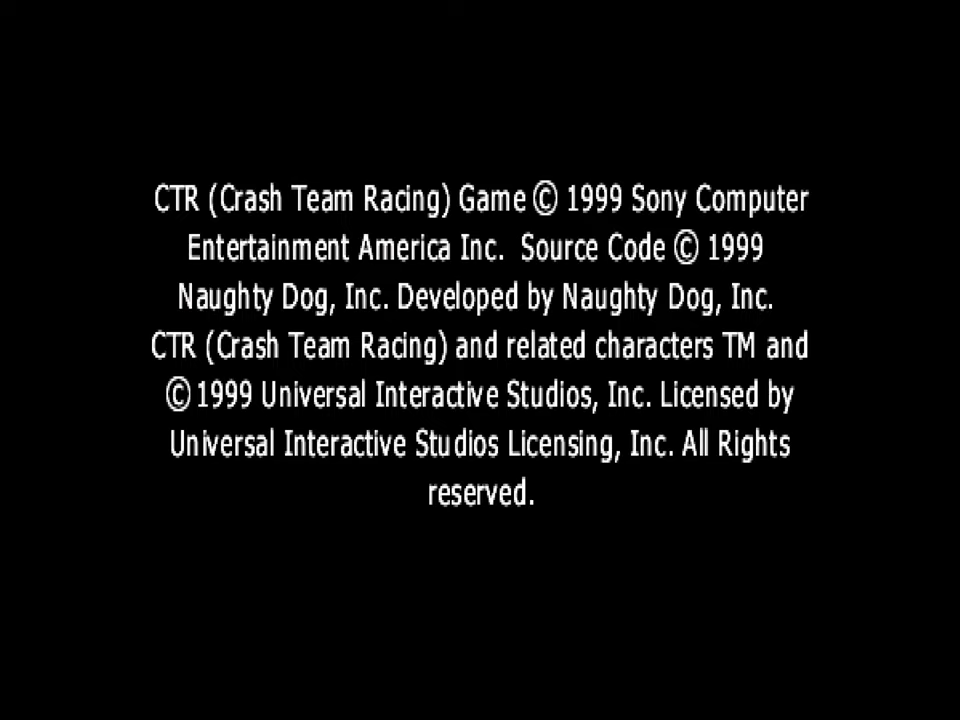 CTR (Crash Team Racing) Game © 1999 Sony Computer
Entertainment America Inc.  Source Code © 1999
Naughty Dog, Inc. Developed by Naughty Dog, Inc.
CTR (Crash Team Racing) and related characters TM and
© 1999 Universal Interactive Studios, Inc. Licensed by
Universal Interactive Studios Licensing, Inc. All Rights
reserved.